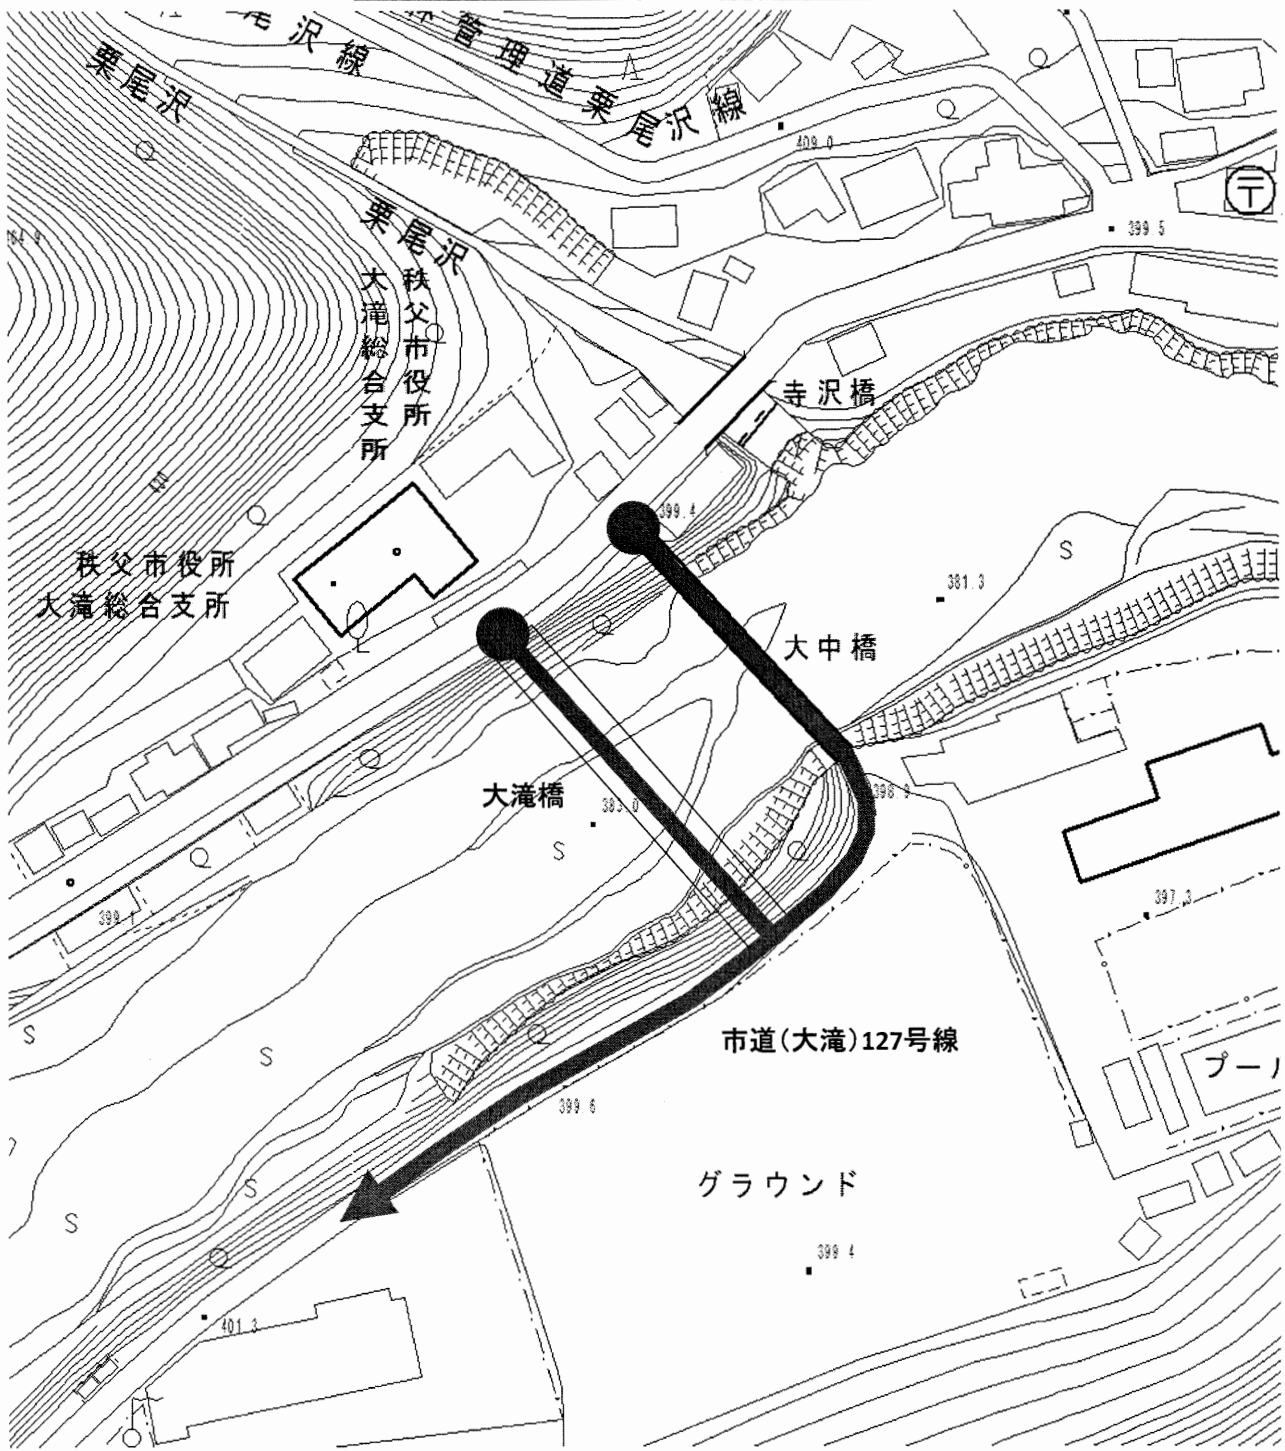 尾沢線
管理道栗尾沢線
栗尾沢
409.0
〒
399.5
栗尾沢
秩父市役所
大滝総合支所
寺沢橋
399.4
秩父市役所
大滝総合支所
S
381.3
大中橋
大滝橋
383.0
398.9
S
397.3
399.1
S
S
市道(大滝)127号線
プール
399.6
グラウンド
S
S
399.4
401.3